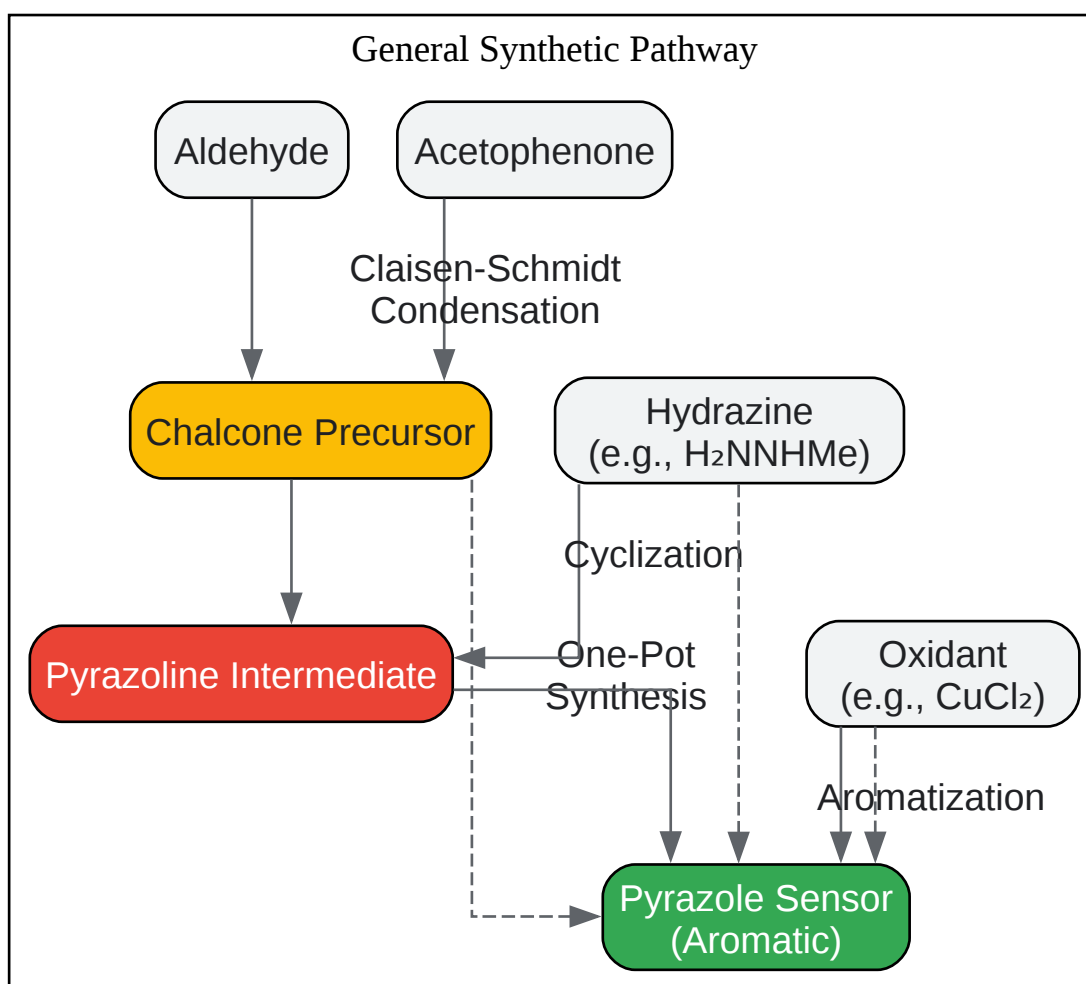 General Synthetic Pathway
Aldehyde
Acetophenone
Claisen-Schmidt
Condensation
Chalcone Precursor
Hydrazine
(e.g., H₂NNHMe)
Cyclization
Pyrazoline Intermediate
One-Pot
Synthesis
Oxidant
(e.g., CuCl₂)
Aromatization
Pyrazole Sensor
(Aromatic)